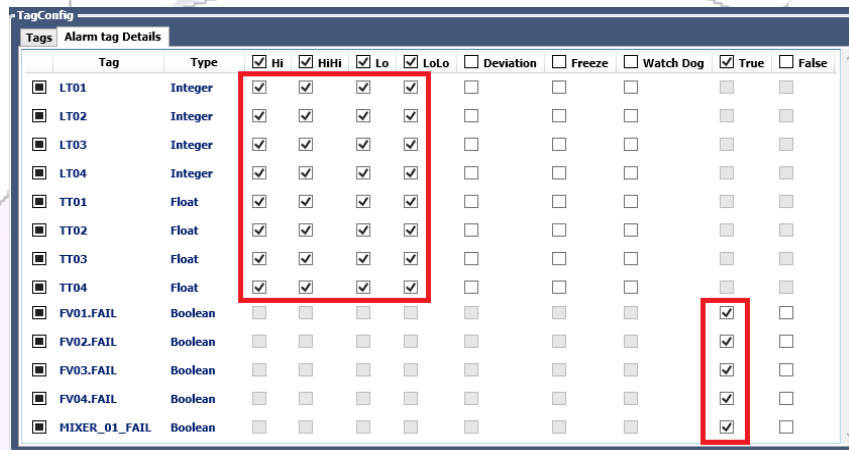 TagConfig
Tags Alarm tag Details
Tag Type Hi HiHi Lo LoLo Deviation Freeze Watch Dog True False
LT01 Integer
LT02 Integer
LT03 Integer
LT04 Integer
TT01 Float
TT02 Float
TT03 Float
TT04 Float
FV01.FAIL Boolean
FV02.FAIL Boolean
FV03.FAIL Boolean
FV04.FAIL Boolean
MIXER_01_FAIL Boolean